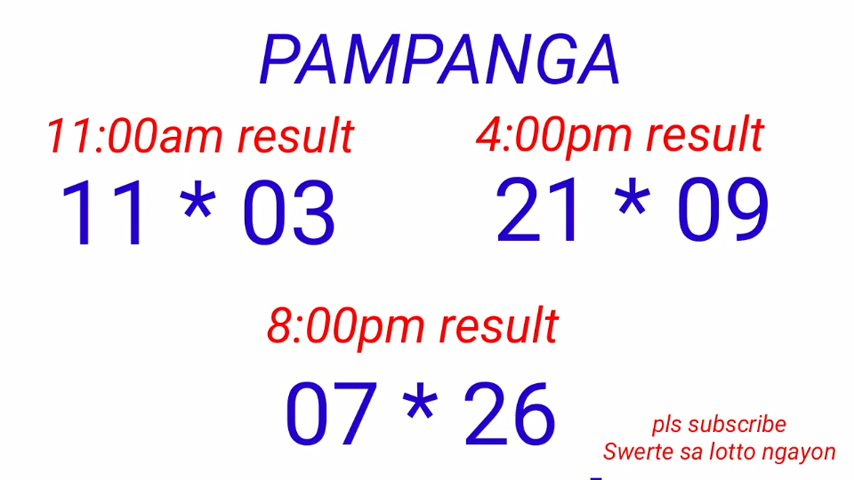 PAMPANGA
11:00am result
11 * 03
4:00pm result
21 * 09
8:00pm result
07 * 26
pls subscribe
Swerte sa lotto ngayon